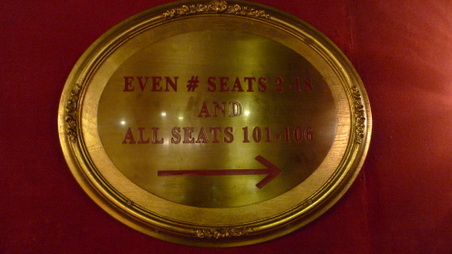 EVEN # SEATS 2-18
AND
ALL SEATS 101-106